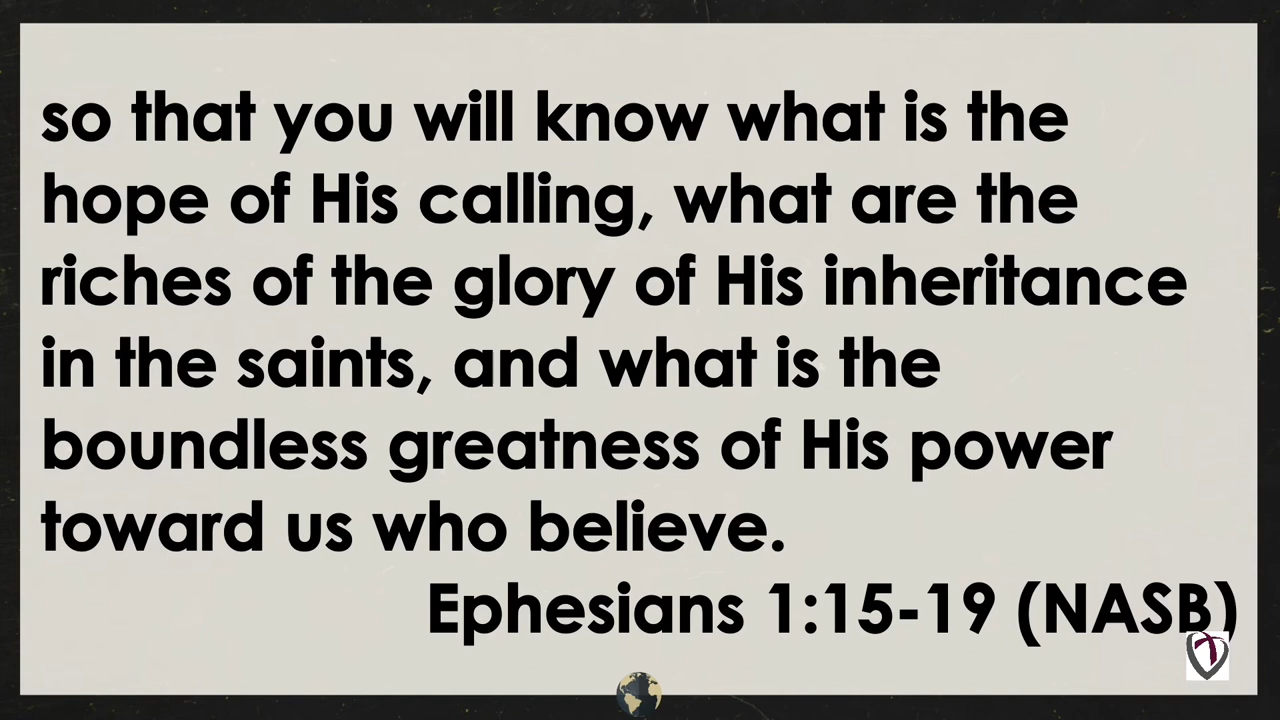 so that you will know what is the
hope of His calling, what are the
riches of the glory of His inheritance
in the saints, and what is the
boundless greatness of His power
toward us who believe.
Ephesians 1:15-19 (NASB)